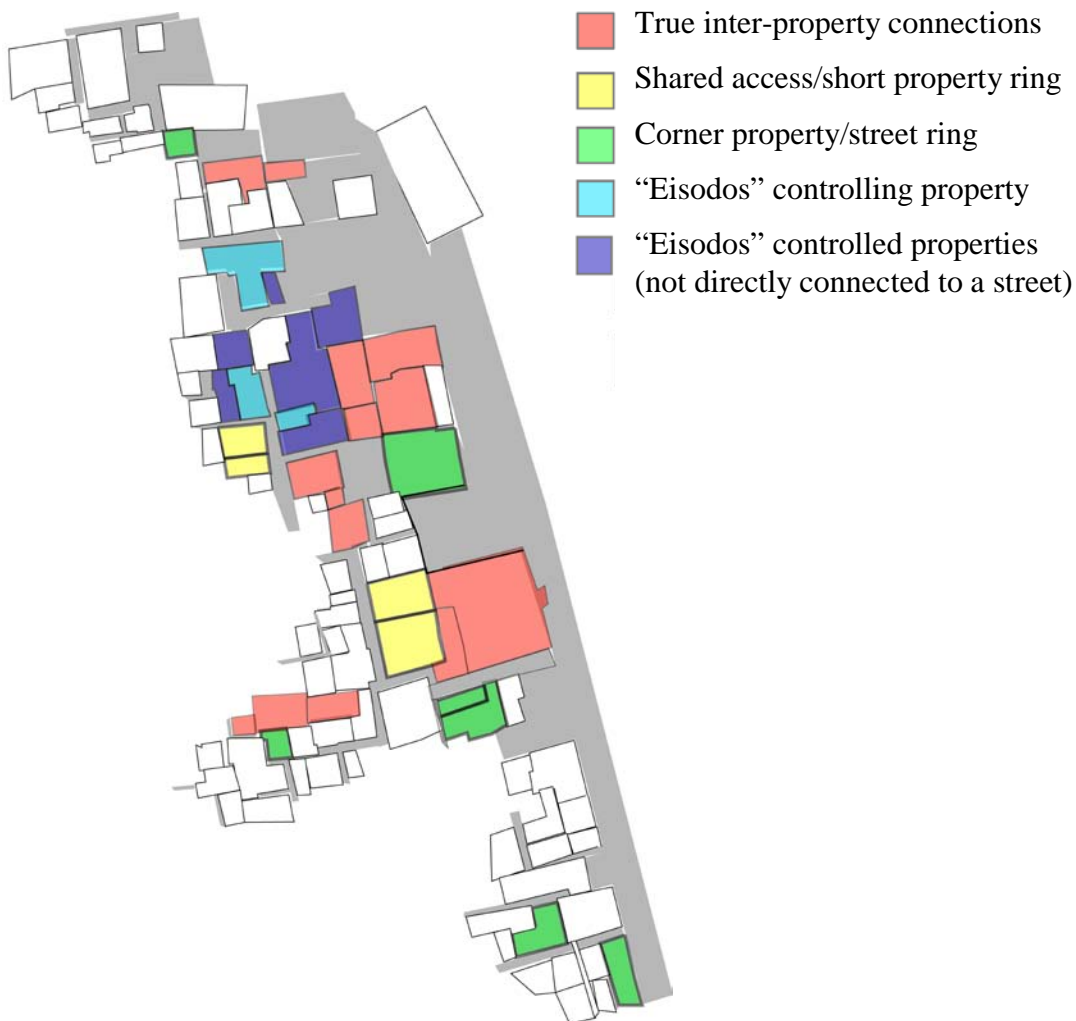 True inter-property connections
Shared access/short property ring
Corner property/street ring
“Eisodos” controlling property
“Eisodos” controlled properties
(not directly connected to a street)